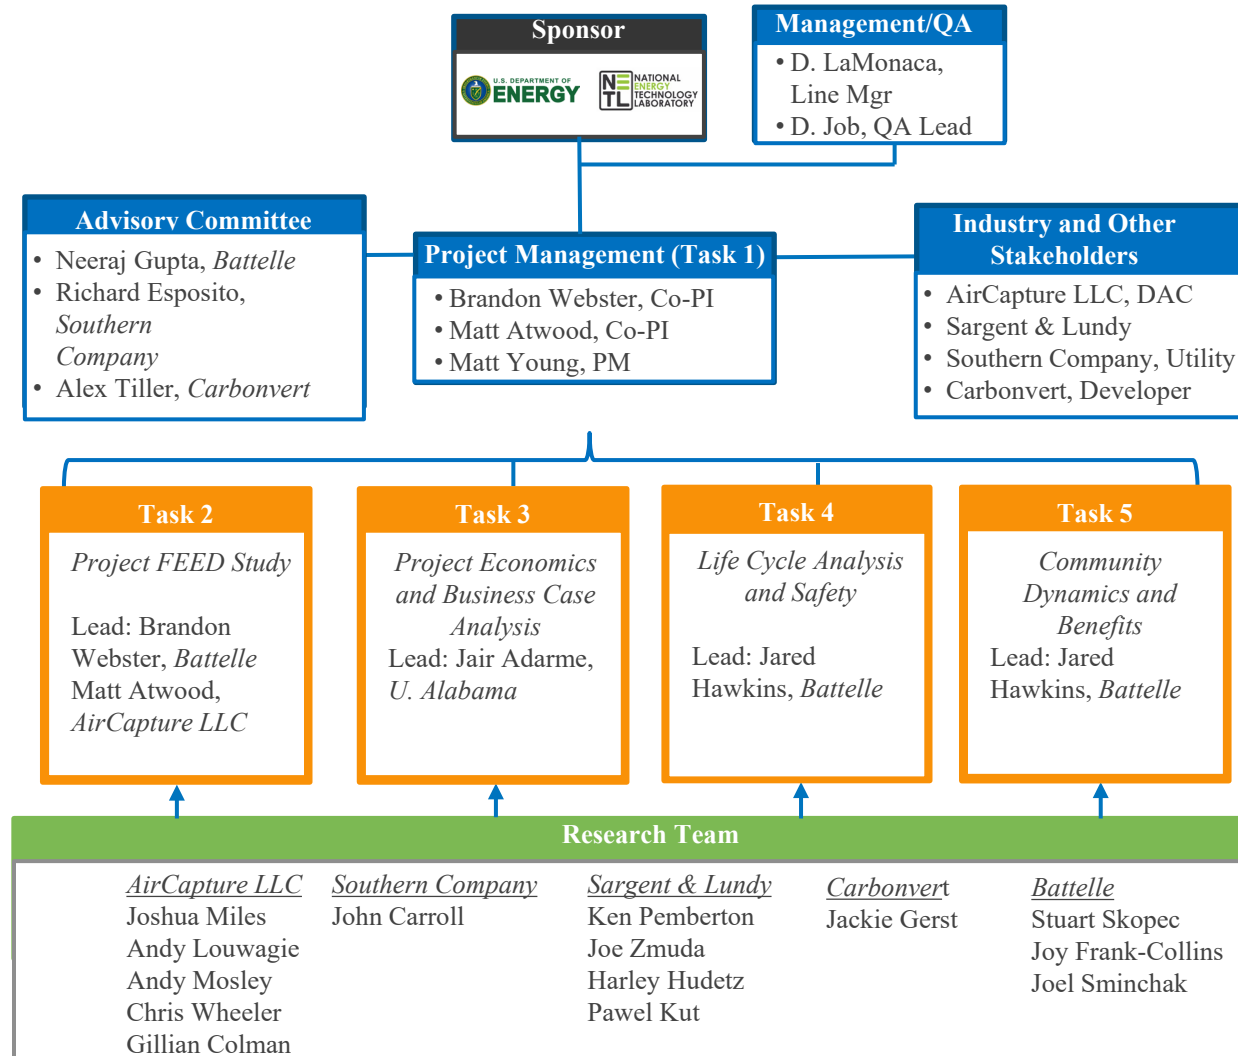 Sponsor
U.S. DEPARTMENT OF
ENERGY
NETL
NATIONAL
ENERGY
TECHNOLOGY
LABORATORY
Management/QA
• D. LaMonaca,
Line Mgr
• D. Job, QA Lead
Advisory Committee
• Neeraj Gupta, Battelle
• Richard Esposito,
Southern
Company
• Alex Tiller, Carbonvert
Project Management (Task 1)
• Brandon Webster, Co-PI
• Matt Atwood, Co-PI
• Matt Young, PM
Industry and Other
Stakeholders
• AirCapture LLC, DAC
• Sargent & Lundy
• Southern Company, Utility
• Carbonvert, Developer
Task 2
Project FEED Study
Lead: Brandon
Webster, Battelle
Matt Atwood,
AirCapture LLC
Task 3
Project Economics
and Business Case
Analysis
Lead: Jair Adarme,
U. Alabama
Task 4
Life Cycle Analysis
and Safety
Lead: Jared
Hawkins, Battelle
Task 5
Community
Dynamics and
Benefits
Lead: Jared
Hawkins, Battelle
Research Team
AirCapture LLC
Joshua Miles
Andy Louwagie
Andy Mosley
Chris Wheeler
Gillian Colman
Southern Company
John Carroll
Sargent & Lundy
Ken Pemberton
Joe Zmuda
Harley Hudetz
Pawel Kut
Carbonvert
Jackie Gerst
Battelle
Stuart Skopec
Joy Frank-Collins
Joel Sminchak